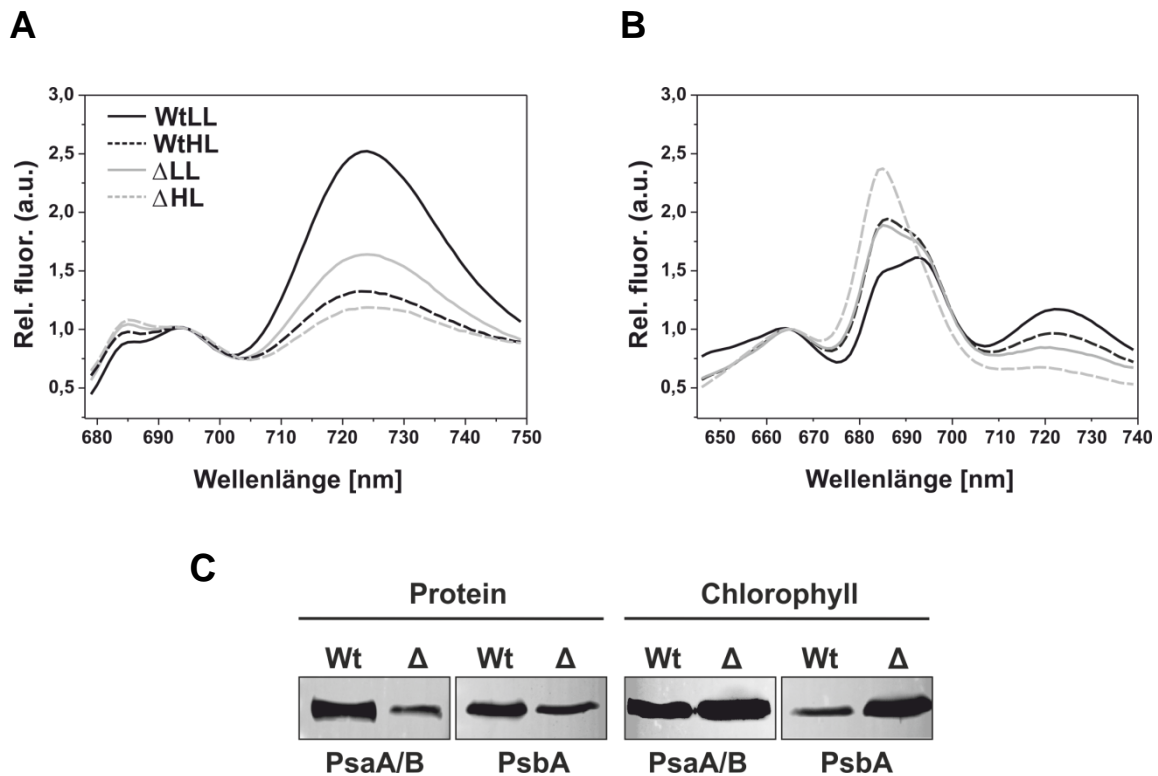 A
B
3,0
2,5
2,0
1,5
1,0
0,5
Rel. fluor. (a.u.)
WtLL
WtHL
ΔLL
ΔHL
680 690 700 710 720 730 740 750
Wellenlänge [nm]
3,0
2,5
2,0
1,5
1,0
0,5
Rel. fluor. (a.u.)
650 660 670 680 690 700 710 720 730 740
Wellenlänge [nm]
C
Protein Chlorophyll
Wt Δ Wt Δ Wt Δ Wt Δ
PsaA/B PsbA PsaA/B PsbA